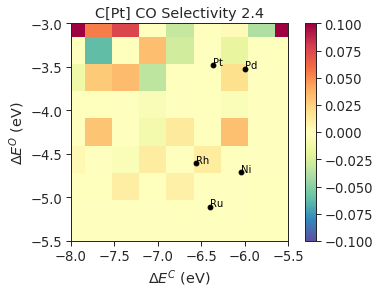 C[Pt] CO Selectivity 2.4
−3.0
−3.5
−4.0
−4.5
−5.0
−5.5
ΔE^O (eV)
−8.0 −7.5 −7.0 −6.5 −6.0 −5.5
ΔE^C (eV)
Pt
Pd
Rh
Ni
Ru
0.100
0.075
0.050
0.025
0.000
−0.025
−0.050
−0.075
−0.100